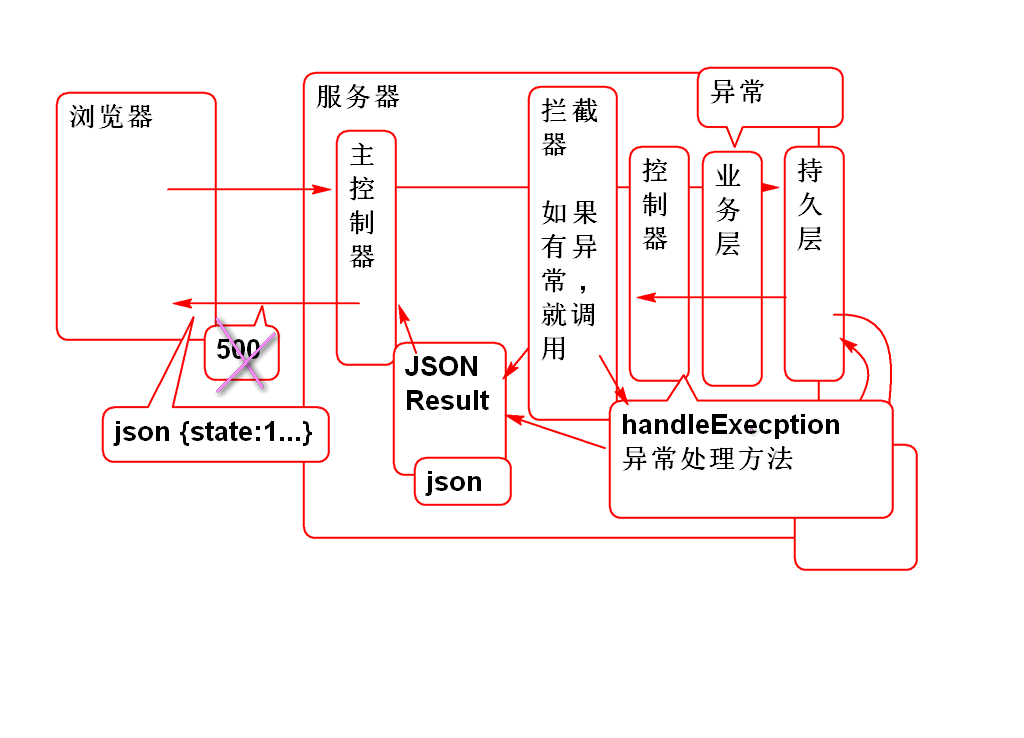 浏览器
服务器
主
控
制
器
拦截
器
如果
有异
常，
就调
用
异常
控
制
器
业
务
层
持
久
层
500
json {state:1...}
JSON
Result
json
handleExecption
异常处理方法